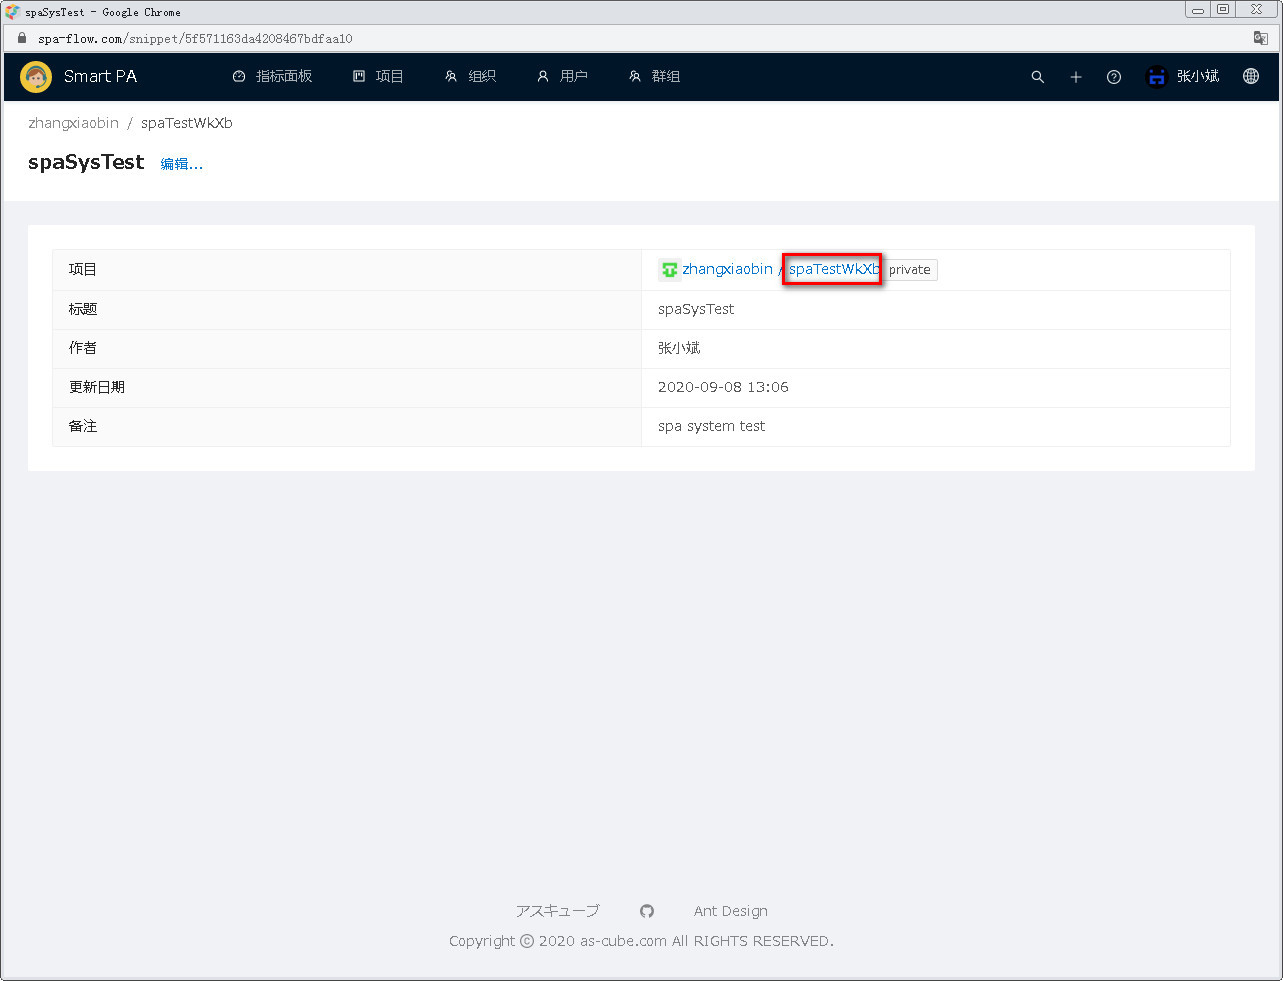 spaSysTest - Google Chrome
spa-flow.com/snippet/5f571163da4208467bdfaa10
Smart PA 指标面板 项目 组织 用户 群组 张小斌
zhangxiaobin / spaTestWkXb
spaSysTest 编辑...
项目 zhangxiaobin / spaTestWkXb private
标题 spaSysTest
作者 张小斌
更新日期 2020-09-08 13:06
备注 spa system test
アスキューブ Ant Design
Copyright © 2020 as-cube.com All RIGHTS RESERVED.